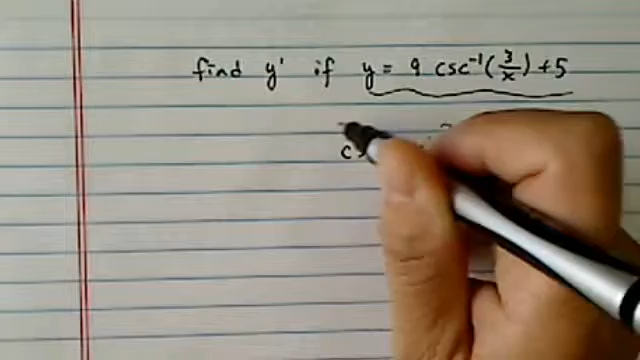 find y' if y = 9 csc⁻¹(3/x) + 5